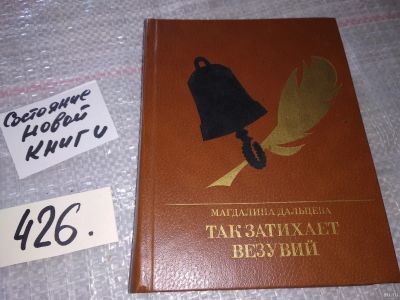 Состояние
новой
книги
426.
МАГДАЛИНА ДАЛЬЦЕВА
ТАК ЗАТИХАЕТ
ВЕЗУВИЙ